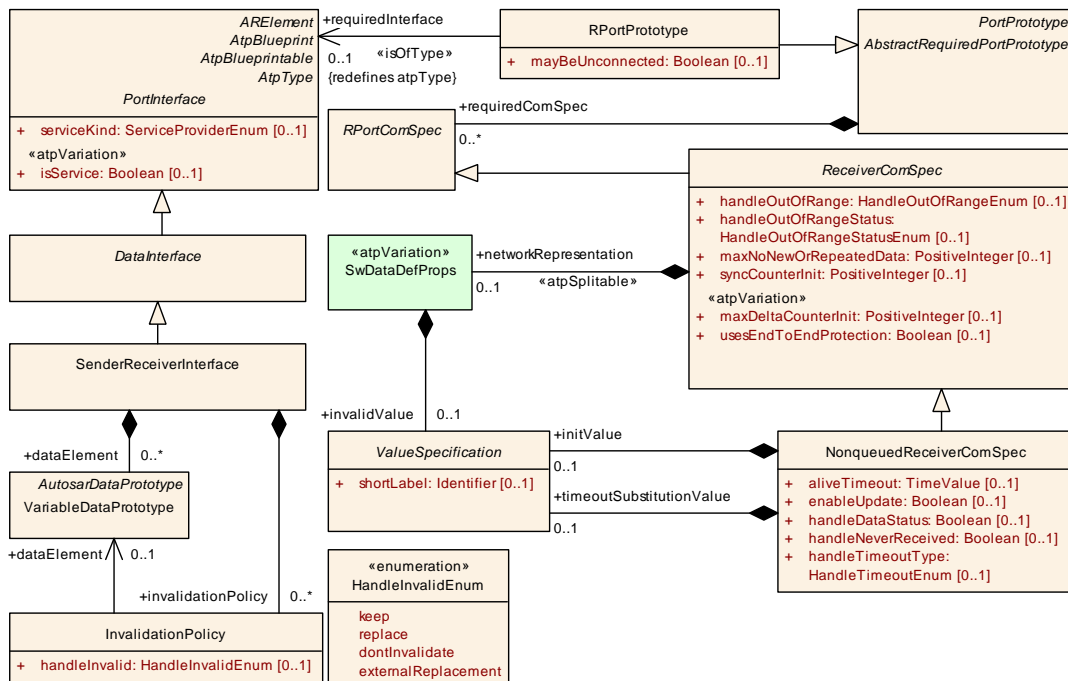 ARElement
AtpBlueprint
AtpBlueprintable
AtpType
PortInterface
+ serviceKind: ServiceProviderEnum [0..1]
«atpVariation»
+ isService: Boolean [0..1]
+requiredInterface
0..1
«isOfType»
{redefines atpType}
RPortPrototype
+ mayBeUnconnected: Boolean [0..1]
PortPrototype
AbstractRequiredPortPrototype
RPortComSpec
+requiredComSpec
0..*
ReceiverComSpec
+ handleOutOfRange: HandleOutOfRangeEnum [0..1]
+ handleOutOfRangeStatus:
HandleOutOfRangeStatusEnum [0..1]
+ maxNoNewOrRepeatedData: PositiveInteger [0..1]
+ syncCounterInit: PositiveInteger [0..1]
«atpVariation»
+ maxDeltaCounterInit: PositiveInteger [0..1]
+ usesEndToEndProtection: Boolean [0..1]
DataInterface
«atpVariation»
SwDataDefProps
+networkRepresentation
0..1
«atpSplitable»
SenderReceiverInterface
+invalidValue
0..1
ValueSpecification
+ shortLabel: Identifier [0..1]
+initValue
0..1
+timeoutSubstitutionValue
0..1
NonqueuedReceiverComSpec
+ aliveTimeout: TimeValue [0..1]
+ enableUpdate: Boolean [0..1]
+ handleDataStatus: Boolean [0..1]
+ handleNeverReceived: Boolean [0..1]
+ handleTimeoutType:
HandleTimeoutEnum [0..1]
+dataElement
0..*
AutosarDataPrototype
VariableDataPrototype
+dataElement
0..1
+invalidationPolicy
0..*
InvalidationPolicy
+ handleInvalid: HandleInvalidEnum [0..1]
«enumeration»
HandleInvalidEnum
keep
replace
dontInvalidate
externalReplacement